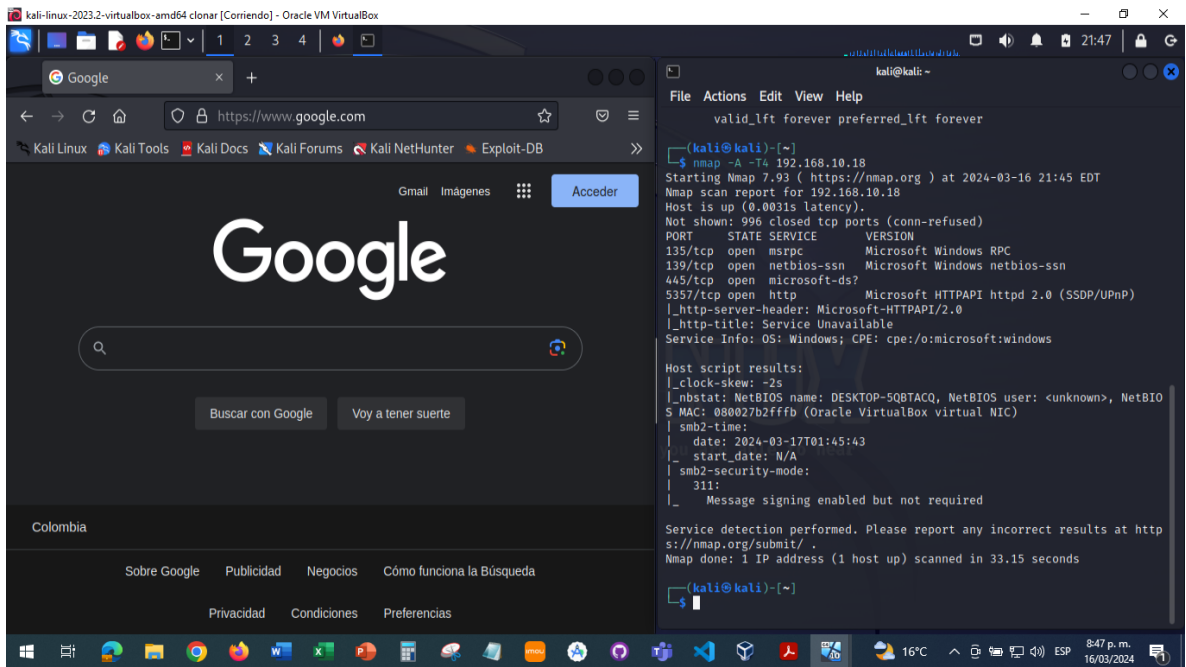 kali-linux-2023.2-virtualbox-amd64 clonar [Corriendo] - Oracle VM VirtualBox
1 2 3 4
21:47
Google
https://www.google.com
Kali Linux Kali Tools Kali Docs Kali Forums Kali NetHunter Exploit-DB
Gmail Imágenes Acceder
Google
Buscar con Google Voy a tener suerte
Colombia
Sobre Google Publicidad Negocios Cómo funciona la Búsqueda
Privacidad Condiciones Preferencias
kali@kali: ~
File Actions Edit View Help
valid_lft forever preferred_lft forever
┌──(kali㉿kali)-[~]
└─$ nmap -A -T4 192.168.10.18
Starting Nmap 7.93 ( https://nmap.org ) at 2024-03-16 21:45 EDT
Nmap scan report for 192.168.10.18
Host is up (0.0031s latency).
Not shown: 996 closed tcp ports (conn-refused)
PORT STATE SERVICE VERSION
135/tcp open msrpc Microsoft Windows RPC
139/tcp open netbios-ssn Microsoft Windows netbios-ssn
445/tcp open microsoft-ds?
5357/tcp open http Microsoft HTTPAPI httpd 2.0 (SSDP/UPnP)
|_http-server-header: Microsoft-HTTPAPI/2.0
|_http-title: Service Unavailable
Service Info: OS: Windows; CPE: cpe:/o:microsoft:windows
Host script results:
|_clock-skew: -2s
|_nbstat: NetBIOS name: DESKTOP-5QBTACQ, NetBIOS user: <unknown>, NetBIO
S MAC: 080027b2fffb (Oracle VirtualBox virtual NIC)
| smb2-time:
|   date: 2024-03-17T01:45:43
|_  start_date: N/A
| smb2-security-mode:
|   311:
|_    Message signing enabled but not required
Service detection performed. Please report any incorrect results at http
s://nmap.org/submit/ .
Nmap done: 1 IP address (1 host up) scanned in 33.15 seconds
┌──(kali㉿kali)-[~]
└─$
16°C ESP 8:47 p. m.
16/03/2024